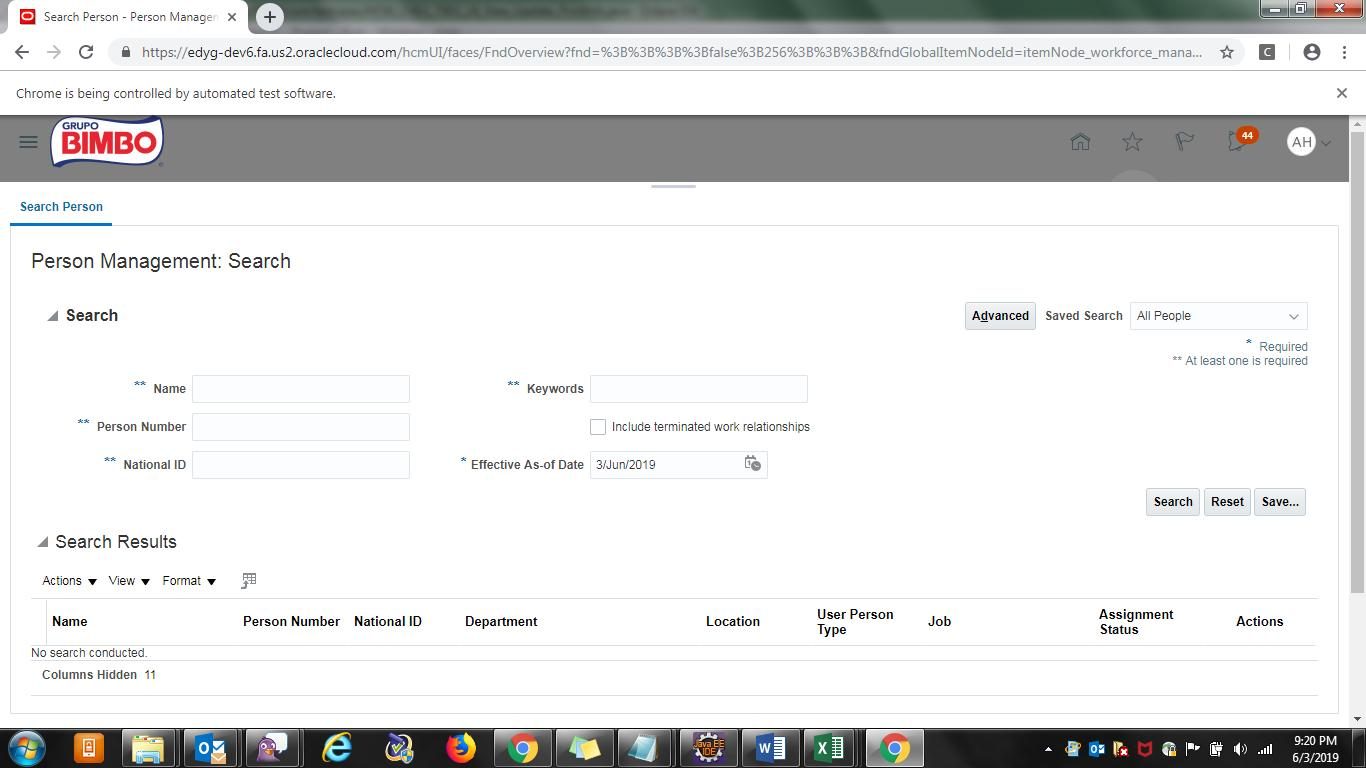 Search Person - Person Managen
https://edyg-dev6.fa.us2.oraclecloud.com/hcmUI/faces/FndOverview?fnd=%3B%3B%3B%3Bfalse%3B256%3B%3B%3B&fndGlobalItemNodeId=itemNode_workforce_mana...
C
Chrome is being controlled by automated test software.
GRUPO
BIMBO
44
AH
Search Person
Person Management: Search
Search
Advanced Saved Search All People
* Required
** At least one is required
** Name ** Keywords
** Person Number Include terminated work relationships
** National ID * Effective As-of Date 3/Jun/2019
Search Reset Save...
Search Results
Actions View Format
Name Person Number National ID Department Location User Person Type Job Assignment Status Actions
No search conducted.
Columns Hidden 11
Java EE
IDE
9:20 PM
6/3/2019